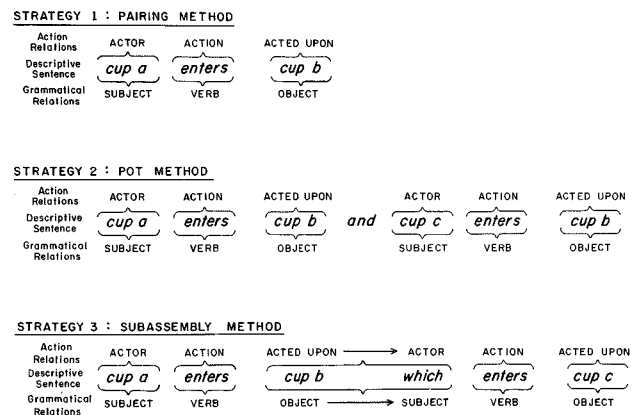 STRATEGY 1 : PAIRING METHOD
Action Relations ACTOR ACTION ACTED UPON
Descriptive Sentence cup a enters cup b
Grammatical Relations SUBJECT VERB OBJECT
STRATEGY 2 : POT METHOD
Action Relations ACTOR ACTION ACTED UPON ACTOR ACTION ACTED UPON
Descriptive Sentence cup a enters cup b and cup c enters cup b
Grammatical Relations SUBJECT VERB OBJECT SUBJECT VERB OBJECT
STRATEGY 3 : SUBASSEMBLY METHOD
Action Relations ACTOR ACTION ACTED UPON → ACTOR ACTION ACTED UPON
Descriptive Sentence cup a enters cup b which enters cup c
Grammatical Relations SUBJECT VERB OBJECT → SUBJECT VERB OBJECT